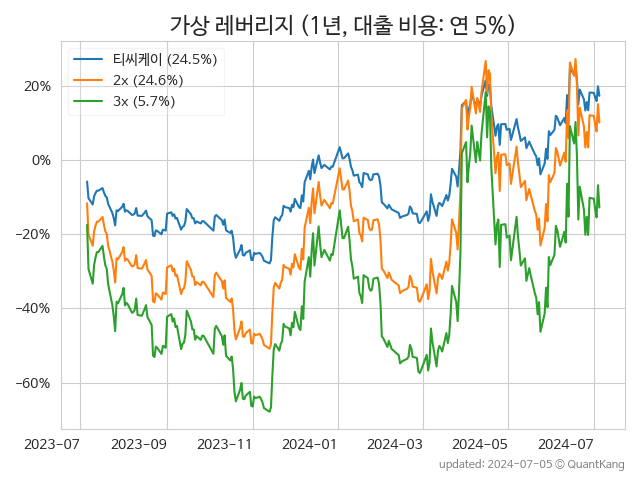 가상 레버리지 (1년, 대출 비용: 연 5%)
티씨케이 (24.5%)
2x (24.6%)
3x (5.7%)
20%
0%
−20%
−40%
−60%
2023-07
2023-09
2023-11
2024-01
2024-03
2024-05
2024-07
updated: 2024-07-05 © QuantKang